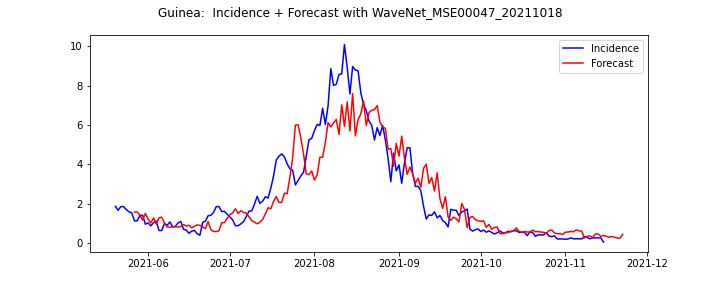 Guinea:  Incidence + Forecast with WaveNet_MSE00047_20211018
Incidence
Forecast
10
8
6
4
2
0
2021-06 2021-07 2021-08 2021-09 2021-10 2021-11 2021-12